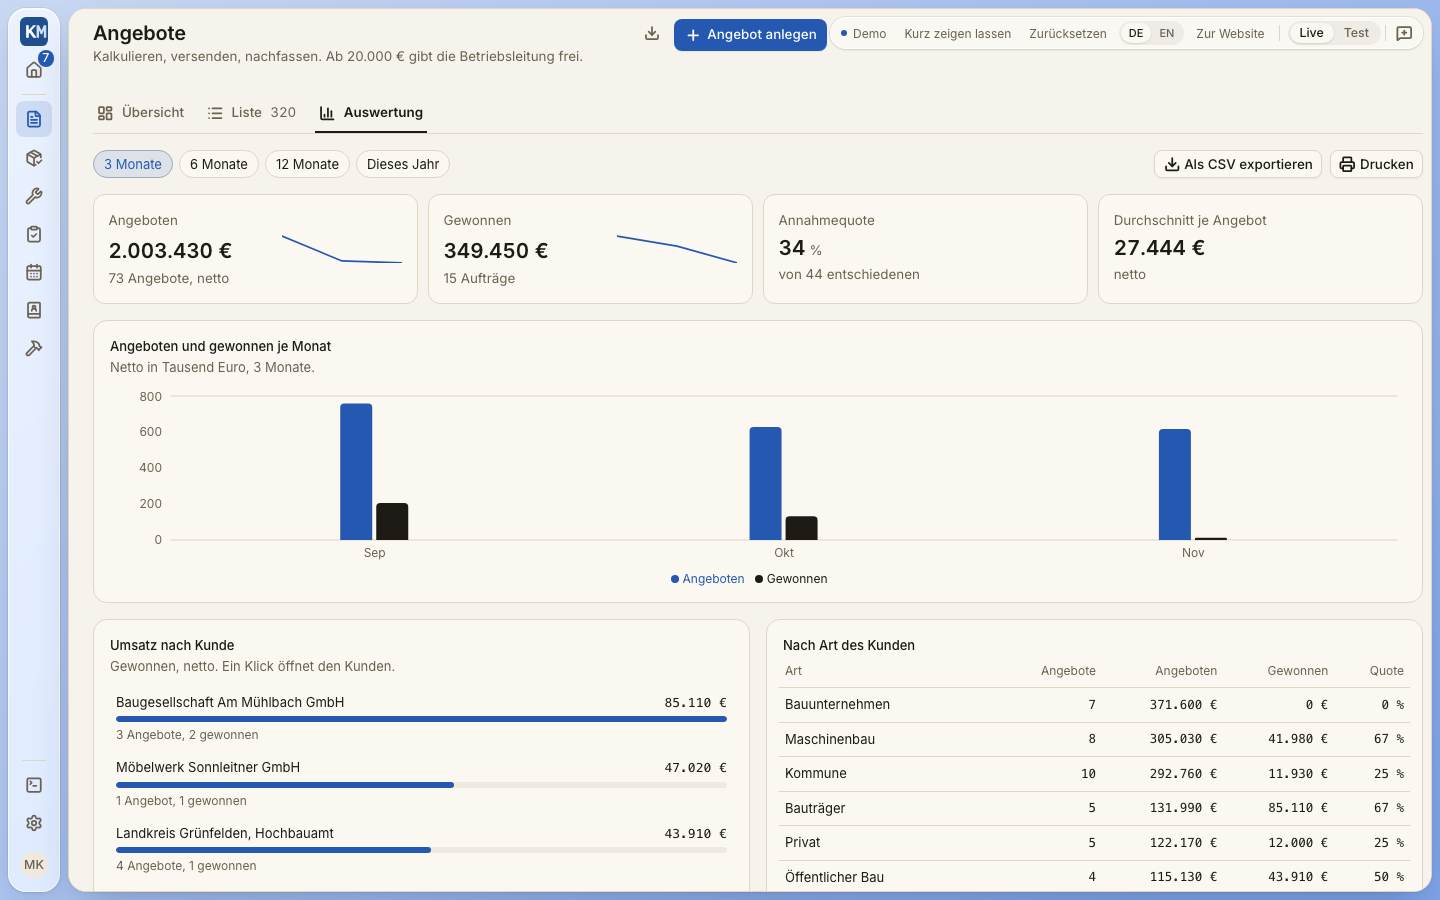 KM
7
MK
Angebote
Kalkulieren, versenden, nachfassen. Ab 20.000 € gibt die Betriebsleitung frei.
Angebot anlegen
Demo Kurz zeigen lassen Zurücksetzen DE EN Zur Website Live Test
Übersicht Liste 320 Auswertung
3 Monate 6 Monate 12 Monate Dieses Jahr
Als CSV exportieren Drucken
Angeboten
2.003.430 €
73 Angebote, netto
Gewonnen
349.450 €
15 Aufträge
Annahmequote
34 %
von 44 entschiedenen
Durchschnitt je Angebot
27.444 €
netto
Angeboten und gewonnen je Monat
Netto in Tausend Euro, 3 Monate.
800
600
400
200
0
Sep Okt Nov
Angeboten Gewonnen
Umsatz nach Kunde
Gewonnen, netto. Ein Klick öffnet den Kunden.
Baugesellschaft Am Mühlbach GmbH 85.110 €
3 Angebote, 2 gewonnen
Möbelwerk Sonnleitner GmbH 47.020 €
1 Angebot, 1 gewonnen
Landkreis Grünfelden, Hochbauamt 43.910 €
4 Angebote, 1 gewonnen
Nach Art des Kunden
Art Angebote Angeboten Gewonnen Quote
Bauunternehmen 7 371.600 € 0 € 0 %
Maschinenbau 8 305.030 € 41.980 € 67 %
Kommune 10 292.760 € 11.930 € 25 %
Bauträger 5 131.990 € 85.110 € 67 %
Privat 5 122.170 € 12.000 € 25 %
Öffentlicher Bau 4 115.130 € 43.910 € 50 %